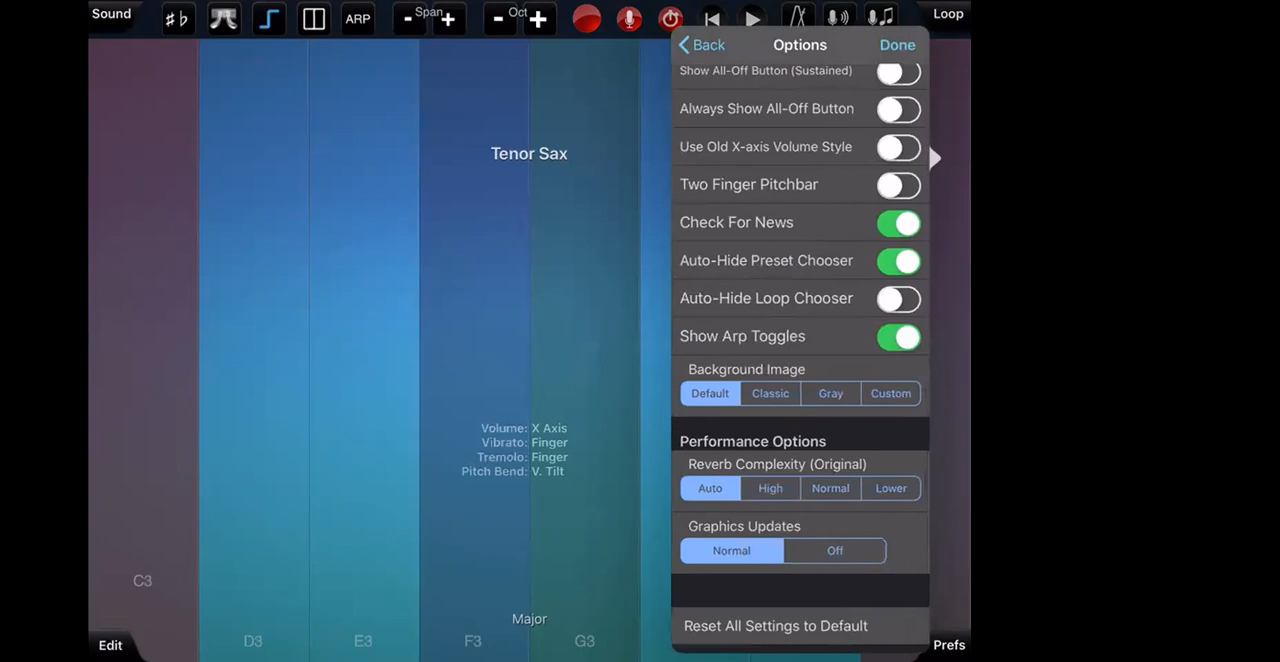 Sound
♯♭
ARP
- Span +
- Oct +
Loop
Back
Options
Done
Show All-Off Button (Sustained)
Always Show All-Off Button
Use Old X-axis Volume Style
Two Finger Pitchbar
Check For News
Auto-Hide Preset Chooser
Auto-Hide Loop Chooser
Show Arp Toggles
Background Image
Default Classic Gray Custom
Performance Options
Reverb Complexity (Original)
Auto High Normal Lower
Graphics Updates
Normal Off
Reset All Settings to Default
Tenor Sax
Volume: X Axis
Vibrato: Finger
Tremolo: Finger
Pitch Bend: V. Tilt
C3
Major
D3 E3 F3 G3
Edit
Prefs